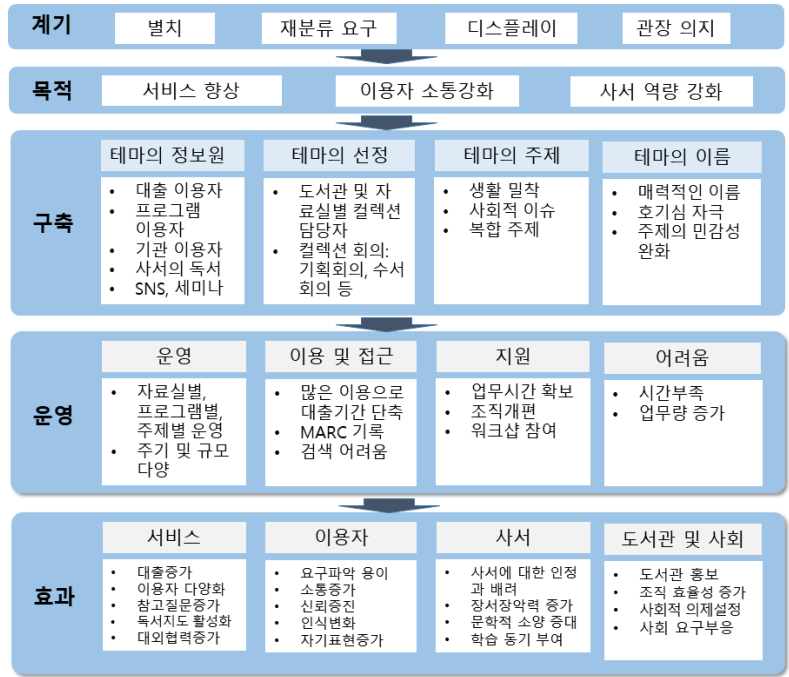 계기
별치
재분류 요구
디스플레이
관장 의지
목적
서비스 향상
이용자 소통강화
사서 역량 강화
구축
테마의 정보원
• 대출 이용자
• 프로그램
이용자
• 기관 이용자
• 사서의 독서
• SNS, 세미나
테마의 선정
• 도서관 및 자
료실별 컬렉션
담당자
• 컬렉션 회의:
기획회의, 수서
회의 등
테마의 주제
• 생활 밀착
• 사회적 이슈
• 복합 주제
테마의 이름
• 매력적인 이름
• 호기심 자극
• 주제의 민감성
완화
운영
운영
• 자료실별,
프로그램별,
주제별 운영
• 주기 및 규모
다양
이용 및 접근
• 많은 이용으로
대출기간 단축
• MARC 기록
• 검색 어려움
지원
• 업무시간 확보
• 조직개편
• 워크샵 참여
어려움
• 시간부족
• 업무량 증가
효과
서비스
• 대출증가
• 이용자 다양화
• 참고질문증가
• 독서지도 활성화
• 대외협력증가
이용자
• 요구파악 용이
• 소통증가
• 신뢰증진
• 인식변화
• 자기표현증가
사서
• 사서에 대한 인정
과 배려
• 장서장악력 증가
• 문학적 소양 증대
• 학습 동기 부여
도서관 및 사회
• 도서관 홍보
• 조직 효율성 증가
• 사회적 의제설정
• 사회 요구부응